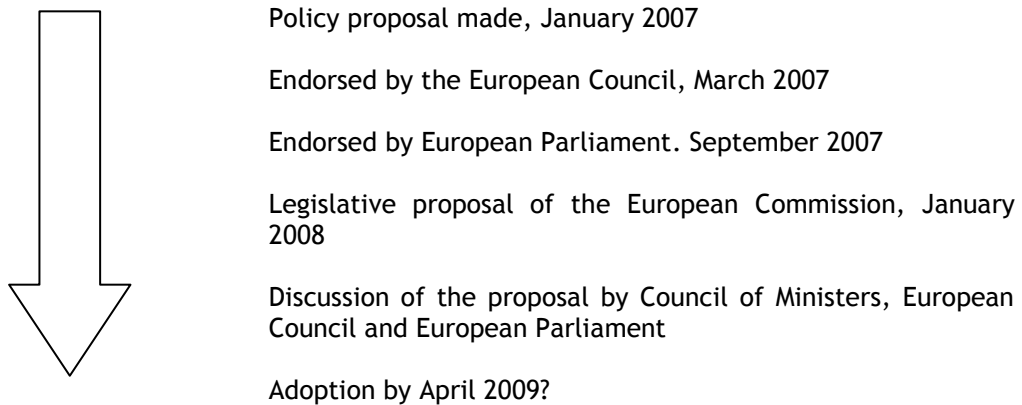 Policy proposal made, January 2007
Endorsed by the European Council, March 2007
Endorsed by European Parliament. September 2007
Legislative proposal of the European Commission, January
2008
Discussion of the proposal by Council of Ministers, European
Council and European Parliament
Adoption by April 2009?